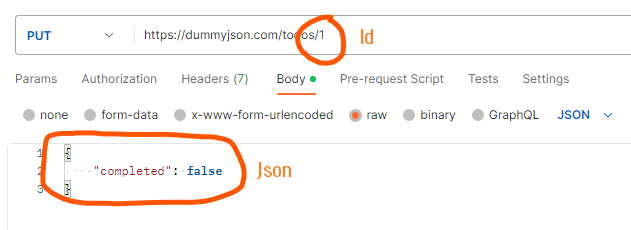 PUT https://dummyjson.com/todos/1 Id
Params Authorization Headers (7) Body Pre-request Script Tests Settings
none form-data x-www-form-urlencoded raw binary GraphQL JSON
1 {
2 "completed": false Json
3 }